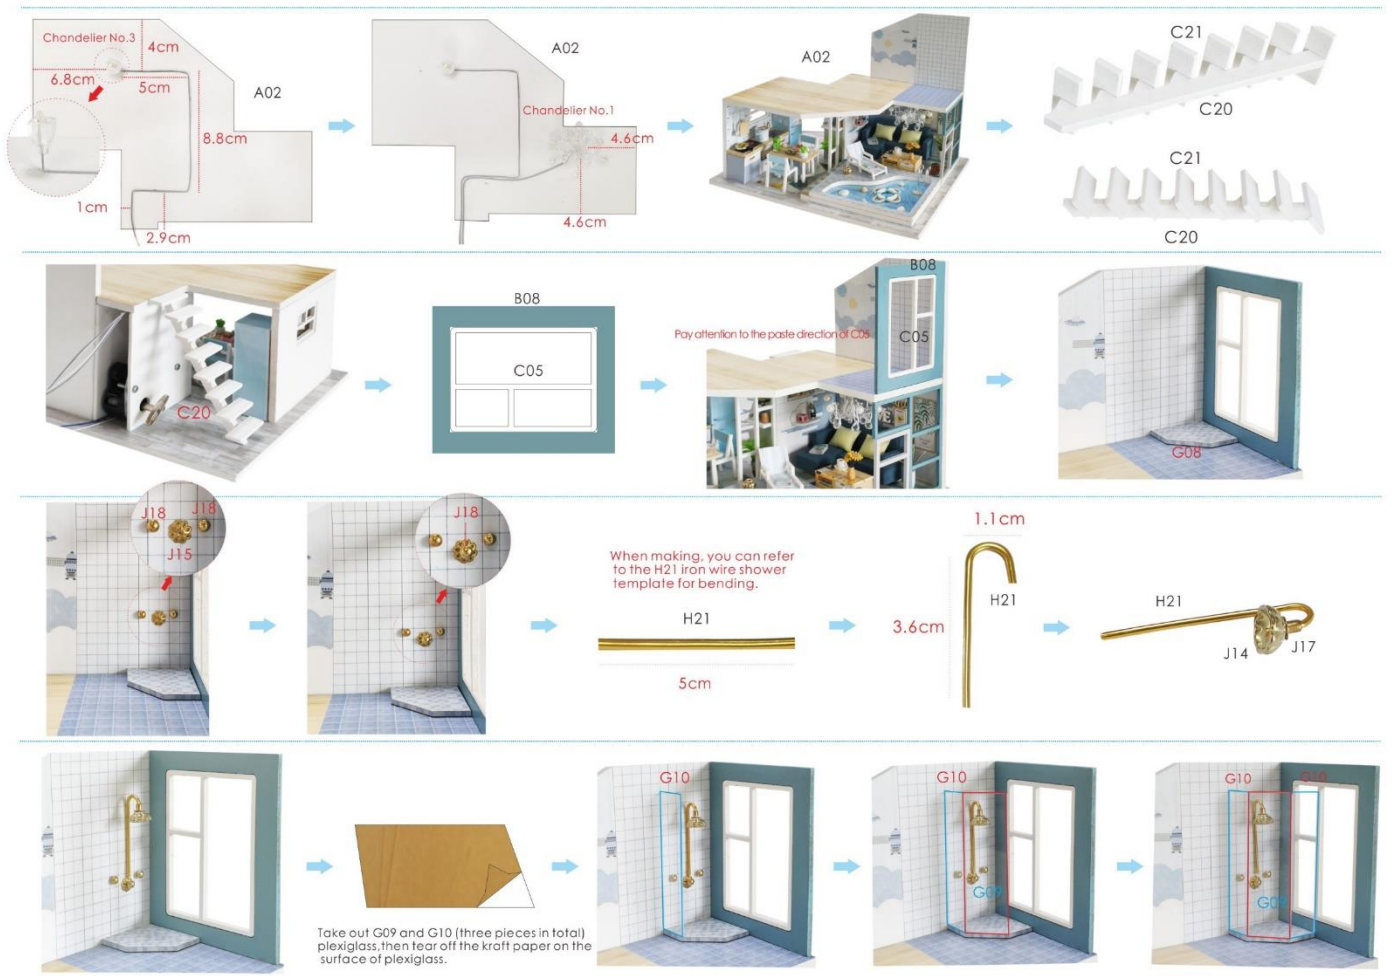 Chandelier No.3
4cm
6.8cm
5cm
A02
8.8cm
1cm
2.9cm
A02
Chandelier No.1
4.6cm
4.6cm
A02
C21
C20
C21
C20
C20
B08
C05
Pay attention to the paste direction of C05
B08
C05
G08
J18
J18
J15
J18
When making, you can refer
to the H21 iron wire shower
template for bending.
H21
5cm
1.1cm
H21
3.6cm
H21
J14
J17
Take out G09 and G10 (three pieces in total)
plexiglass,then tear off the kraft paper on the
surface of plexiglass.
G10
G10
G09
G10
G10
G09